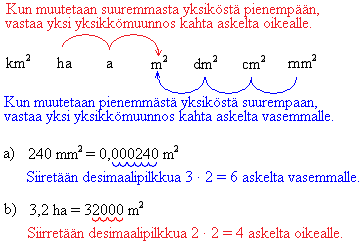 Kun muutetaan suuremmasta yksiköstä pienempään,
vastaa yksi yksikkömuunnos kahta askelta oikealle.
km² ha a m² dm² cm² mm²
Kun muutetaan pienemmästä yksiköstä suurempaan,
vastaa yksi yksikkömuunnos kahta askelta vasemmalle.
a) 240 mm² = 0,000240 m²
Siiretään desimaalipilkkua 3 · 2 = 6 askelta vasemmalle.
b) 3,2 ha = 32000 m²
Siirretään desimaalipilkkua 2 · 2 = 4 askelta oikealle.